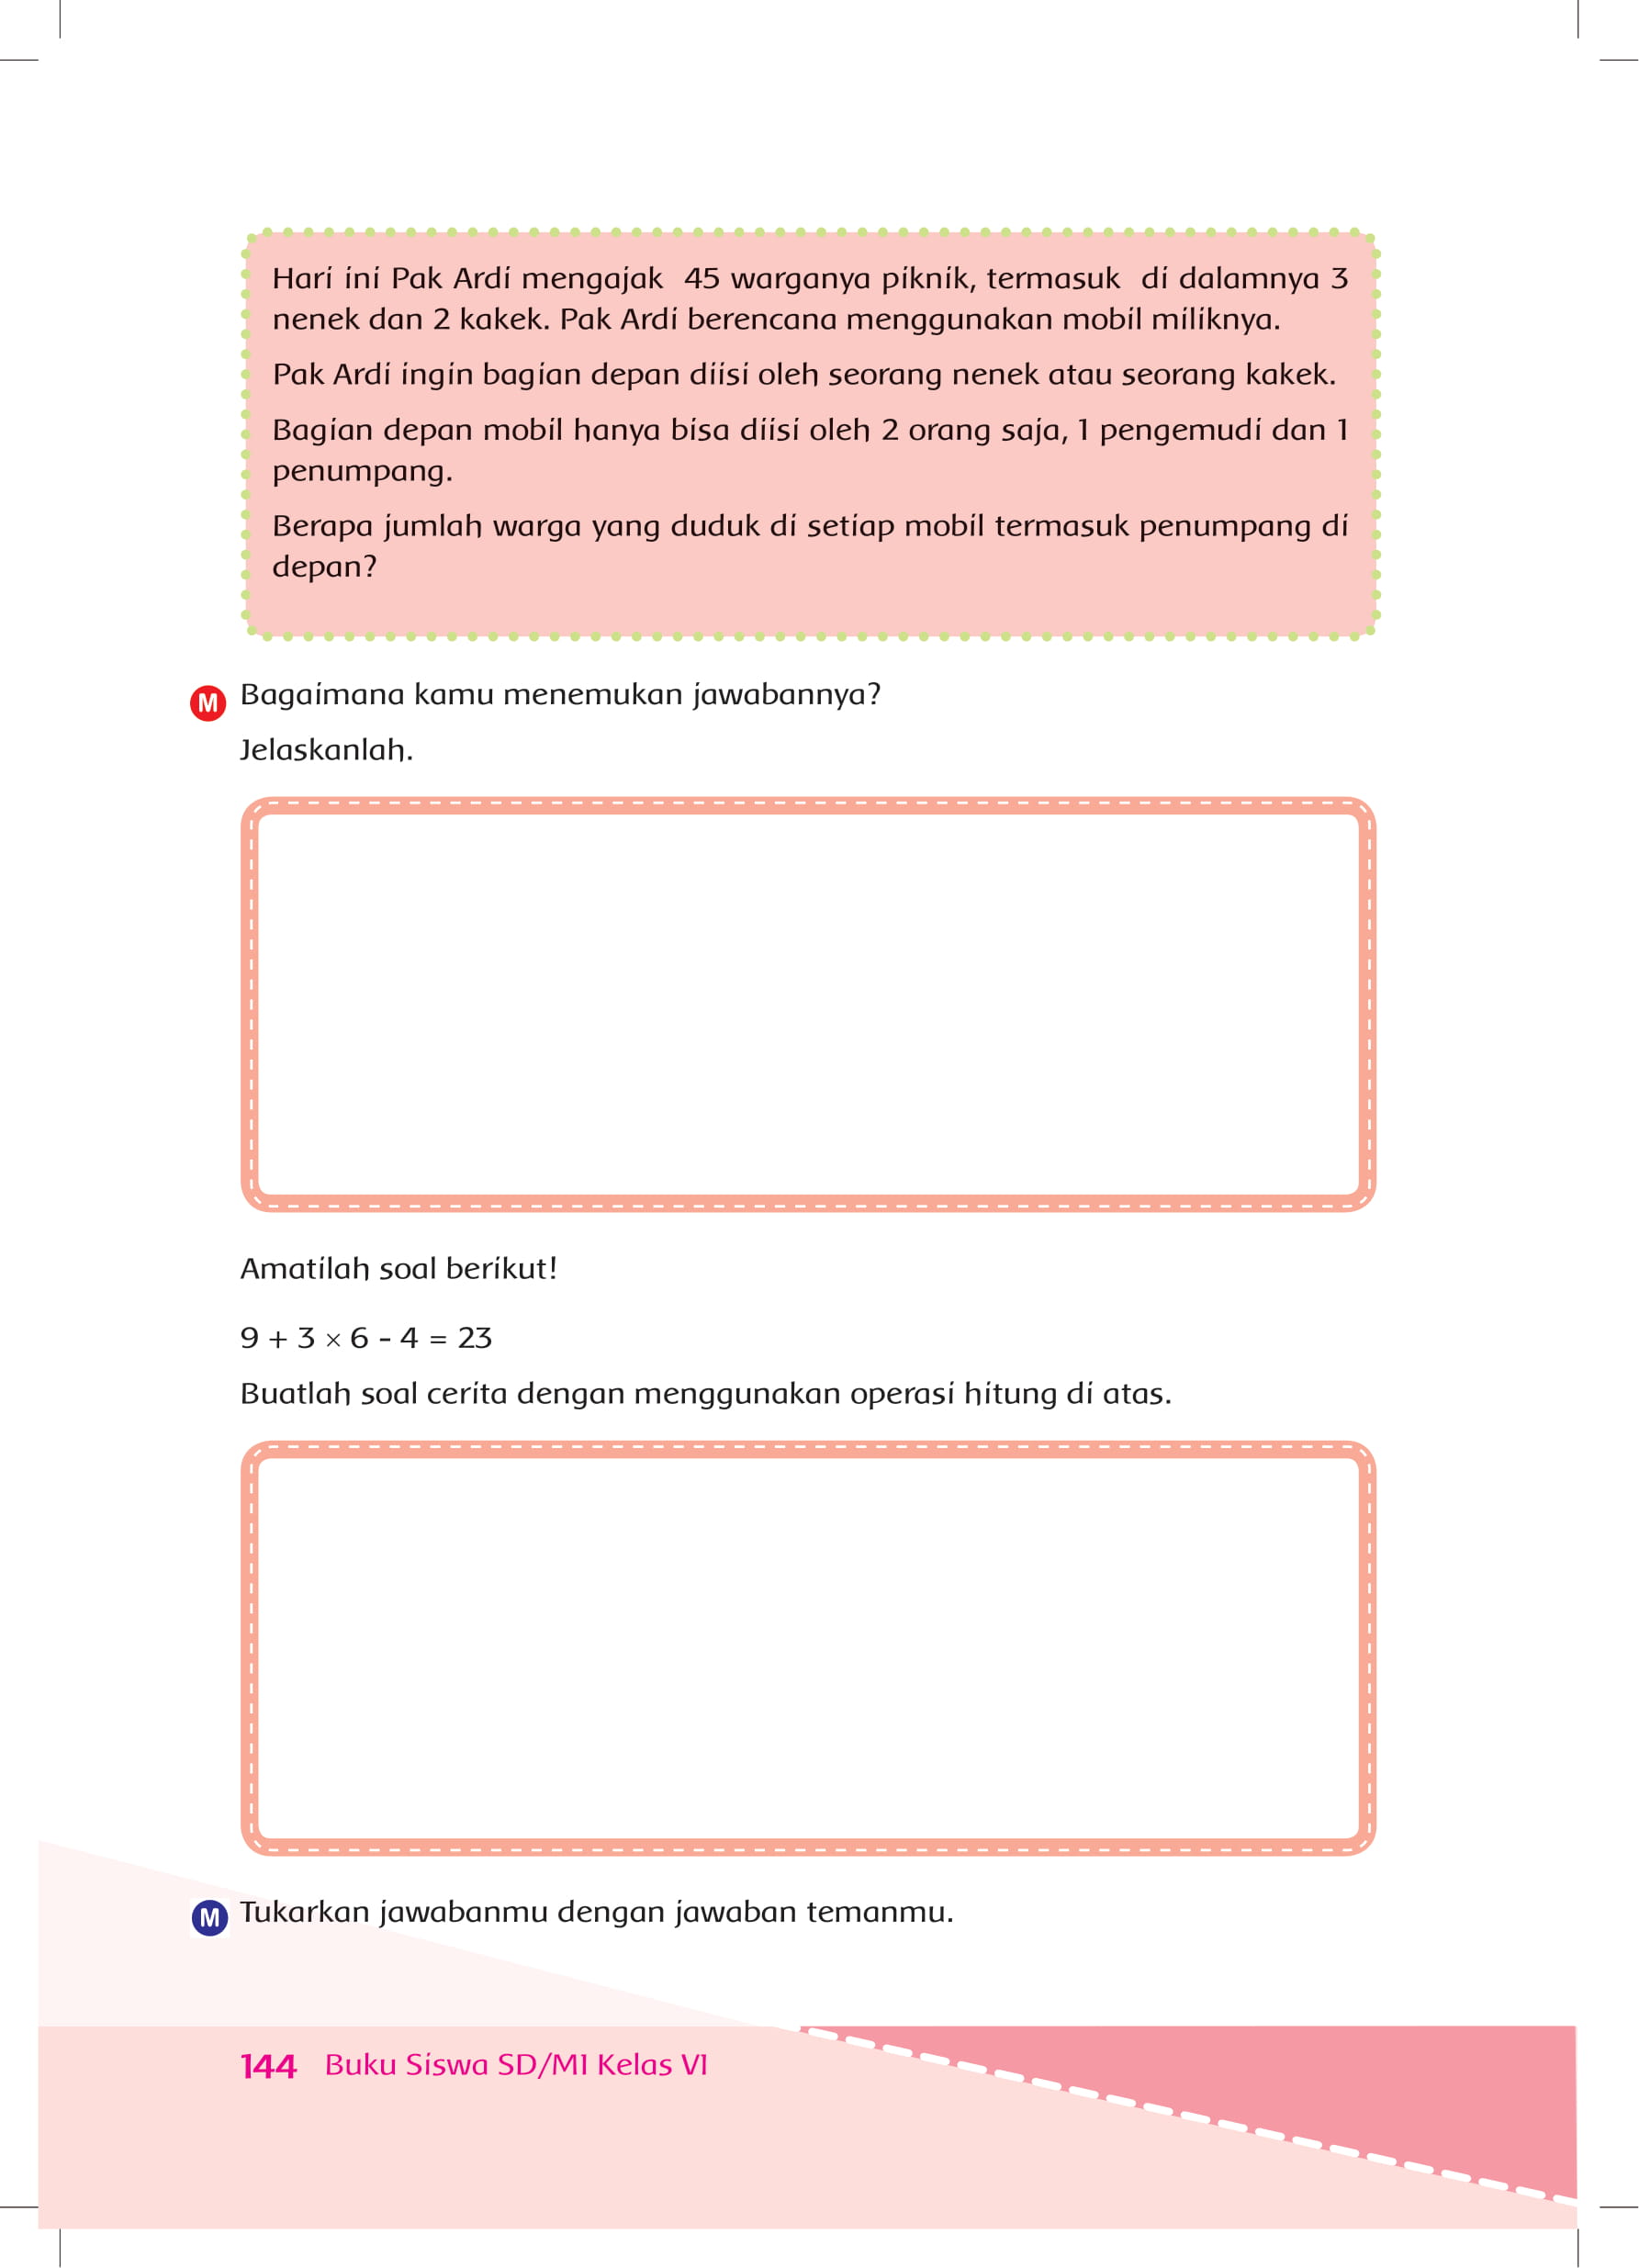 Hari ini Pak Ardi mengajak  45 warganya piknik, termasuk  di dalamnya 3
nenek dan 2 kakek. Pak Ardi berencana menggunakan mobil miliknya.
Pak Ardi ingin bagian depan diisi oleh seorang nenek atau seorang kakek.
Bagian depan mobil hanya bisa diisi oleh 2 orang saja, 1 pengemudi dan 1
penumpang.
Berapa jumlah warga yang duduk di setiap mobil termasuk penumpang di
depan?
M Bagaimana kamu menemukan jawabannya?
Jelaskanlah.
Amatilah soal berikut!
9 + 3 × 6 - 4 = 23
Buatlah soal cerita dengan menggunakan operasi hitung di atas.
M Tukarkan jawabanmu dengan jawaban temanmu.
144 Buku Siswa SD/MI Kelas VI